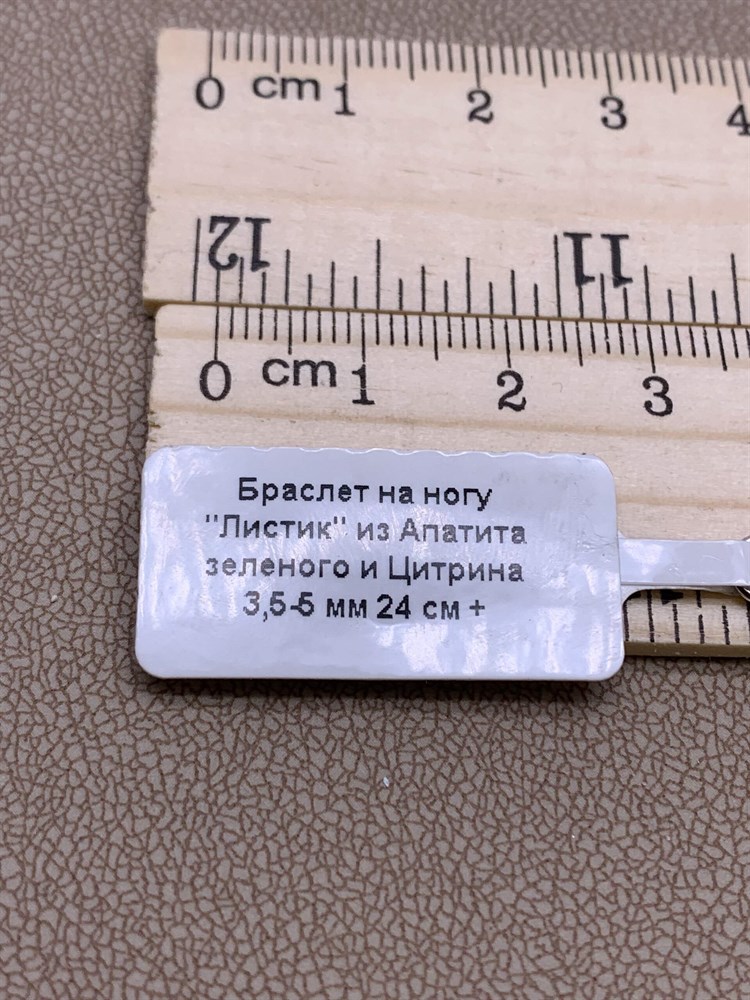 0 cm 1 2 3 4
12 11
0 cm 1 2 3
Браслет на ногу
"Листик" из Апатита
зеленого и Цитрина
3,5-5 мм 24 см +